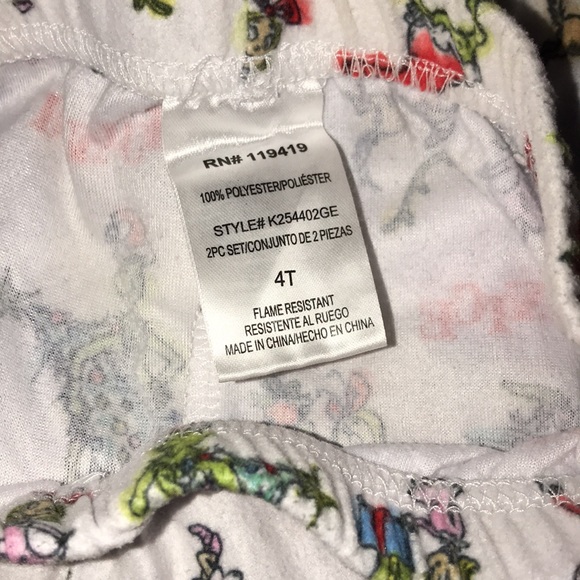 RN# 119419
100% POLYESTER/POLIÉSTER
STYLE# K254402GE
2PC SET/CONJUNTO DE 2 PIEZAS
4T
FLAME RESISTANT
RESISTENTE AL RUEGO
MADE IN CHINA/HECHO EN CHINA